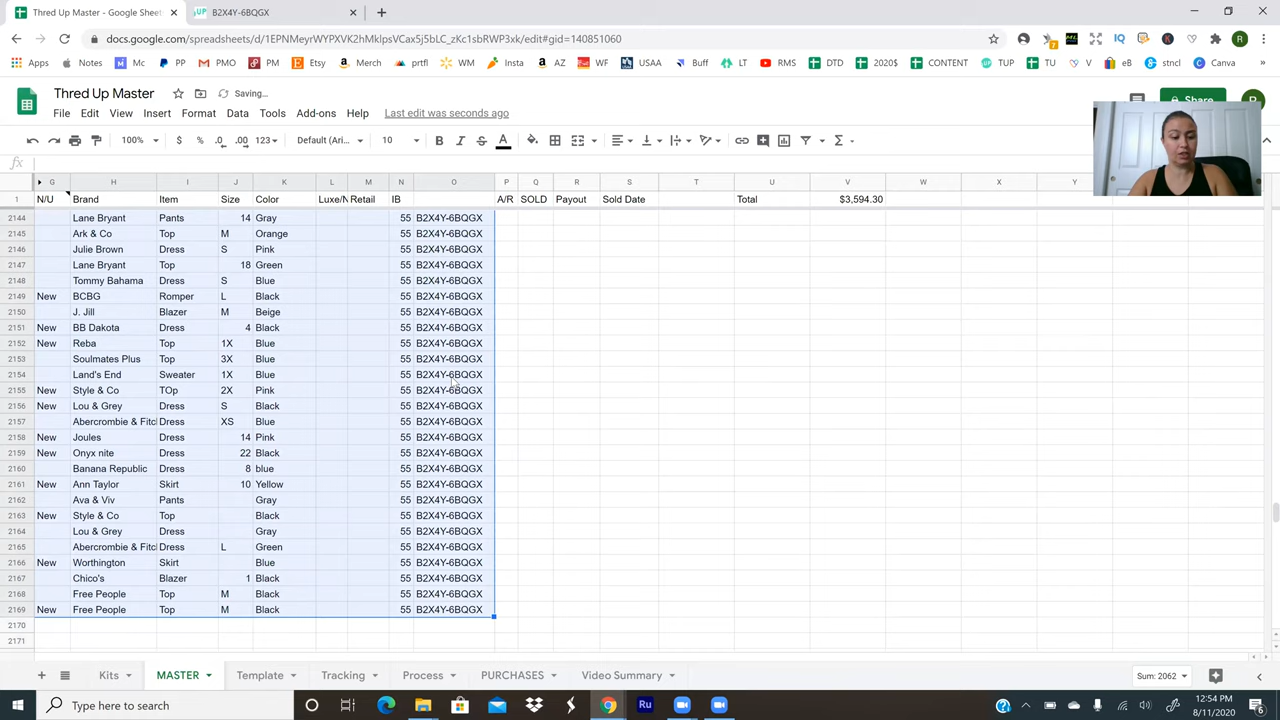 Thred Up Master - Google Sheet
B2X4Y-6BQGX
docs.google.com/spreadsheets/d/1EPNMeyrWYPXVK2hMklpsVCax5j5bLC_zKc1sbRWP3xk/edit#gid=140851060
Apps Notes Mc PP PMO PM Etsy Merch prtfl WM Insta AZ WF USAA Buff LT RMS DTD 2020$ CONTENT TUP TU V eB stncl Canva
Thred Up Master Saving...
File Edit View Insert Format Data Tools Add-ons Help Last edit was seconds ago
Share
100% $ % .0 .00 123 Default (Ari... 10 B I S A
fx
G H I J K L M N O P Q R S T U V W X Y
1 N/U Brand Item Size Color Luxe/N Retail IB A/R SOLD Payout Sold Date Total $3,594.30
2144 Lane Bryant Pants 14 Gray 55 B2X4Y-6BQGX
2145 Ark & Co Top M Orange 55 B2X4Y-6BQGX
2146 Julie Brown Dress S Pink 55 B2X4Y-6BQGX
2147 Lane Bryant Top 18 Green 55 B2X4Y-6BQGX
2148 Tommy Bahama Dress S Blue 55 B2X4Y-6BQGX
2149 New BCBG Romper L Black 55 B2X4Y-6BQGX
2150 J. Jill Blazer M Beige 55 B2X4Y-6BQGX
2151 New BB Dakota Dress 4 Black 55 B2X4Y-6BQGX
2152 New Reba Top 1X Blue 55 B2X4Y-6BQGX
2153 Soulmates Plus Top 3X Blue 55 B2X4Y-6BQGX
2154 Land's End Sweater 1X Blue 55 B2X4Y-6BQGX
2155 New Style & Co TOp 2X Pink 55 B2X4Y-6BQGX
2156 New Lou & Grey Dress S Black 55 B2X4Y-6BQGX
2157 Abercrombie & Fitch Dress XS Blue 55 B2X4Y-6BQGX
2158 New Joules Dress 14 Pink 55 B2X4Y-6BQGX
2159 New Onyx nite Dress 22 Black 55 B2X4Y-6BQGX
2160 Banana Republic Dress 8 blue 55 B2X4Y-6BQGX
2161 New Ann Taylor Skirt 10 Yellow 55 B2X4Y-6BQGX
2162 Ava & Viv Pants Gray 55 B2X4Y-6BQGX
2163 New Style & Co Top Black 55 B2X4Y-6BQGX
2164 Lou & Grey Dress Gray 55 B2X4Y-6BQGX
2165 Abercrombie & Fitch Dress L Green 55 B2X4Y-6BQGX
2166 New Worthington Skirt Blue 55 B2X4Y-6BQGX
2167 Chico's Blazer 1 Black 55 B2X4Y-6BQGX
2168 Free People Top M Black 55 B2X4Y-6BQGX
2169 New Free People Top M Black 55 B2X4Y-6BQGX
2170
2171
Kits MASTER Template Tracking Process PURCHASES Video Summary Sum: 2062
Type here to search
12:54 PM
8/11/2020